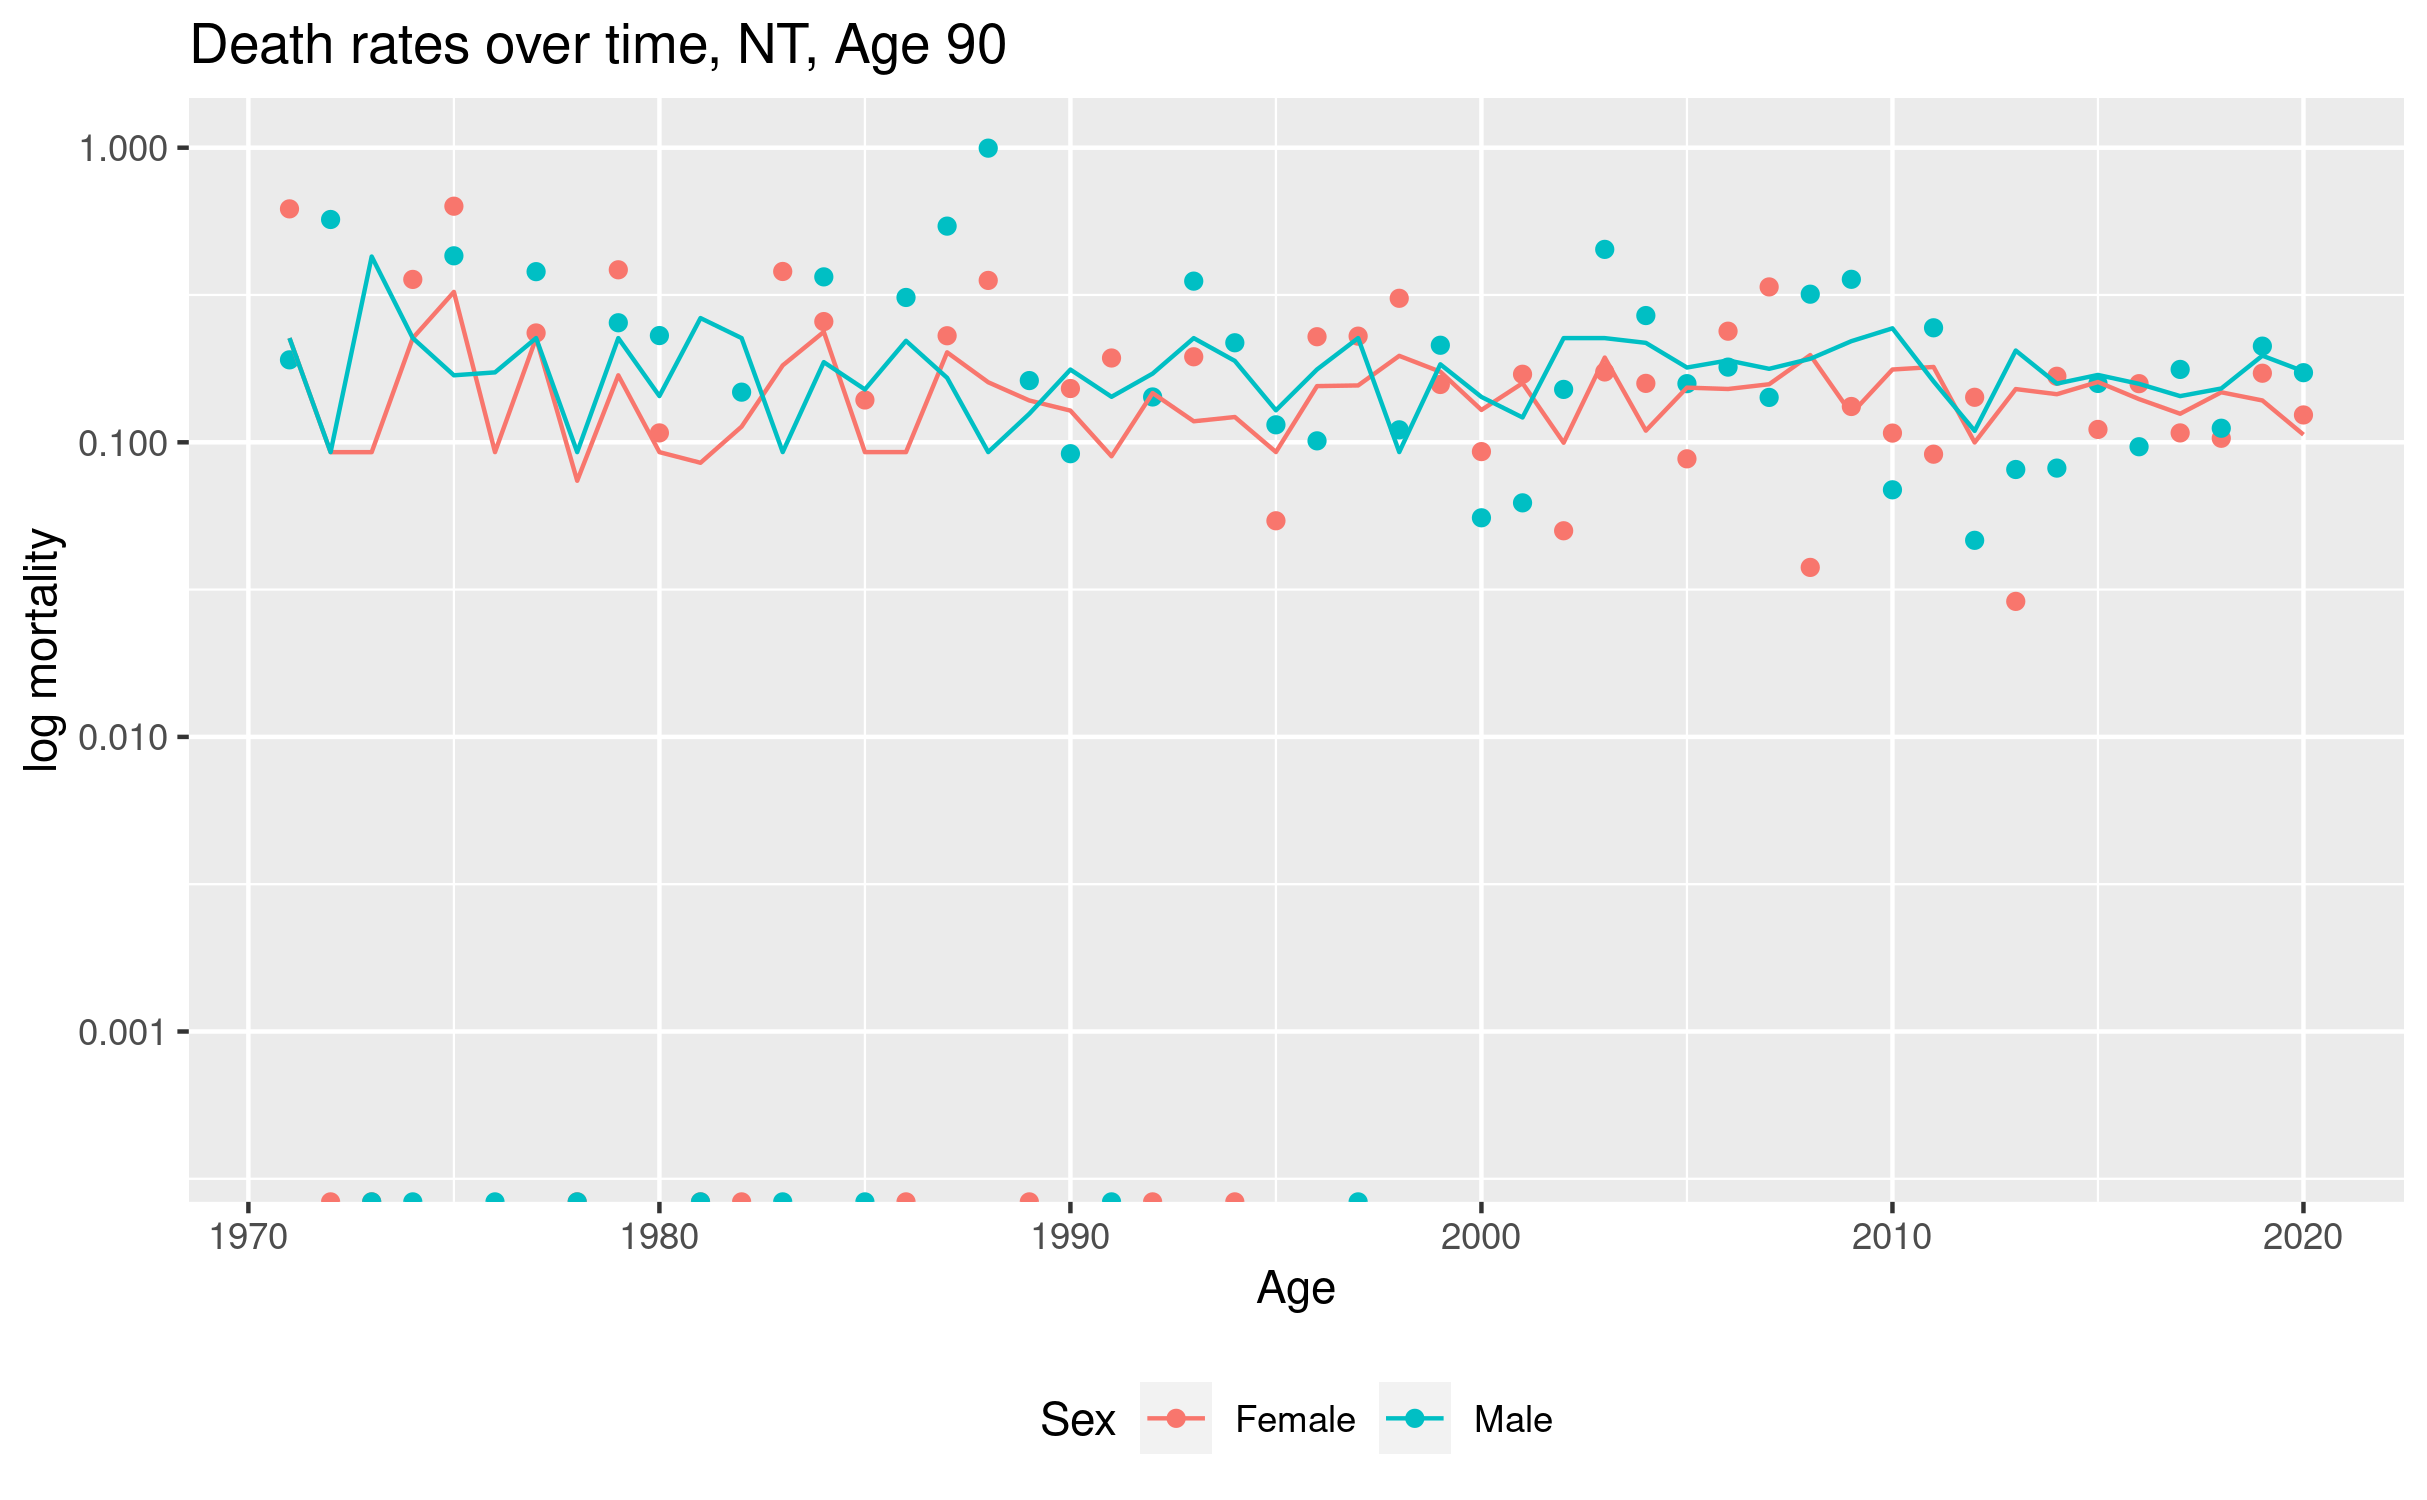 Death rates over time, NT, Age 90
1.000
0.100
0.010
0.001
log mortality
1970 1980 1990 2000 2010 2020
Age
Sex Female Male